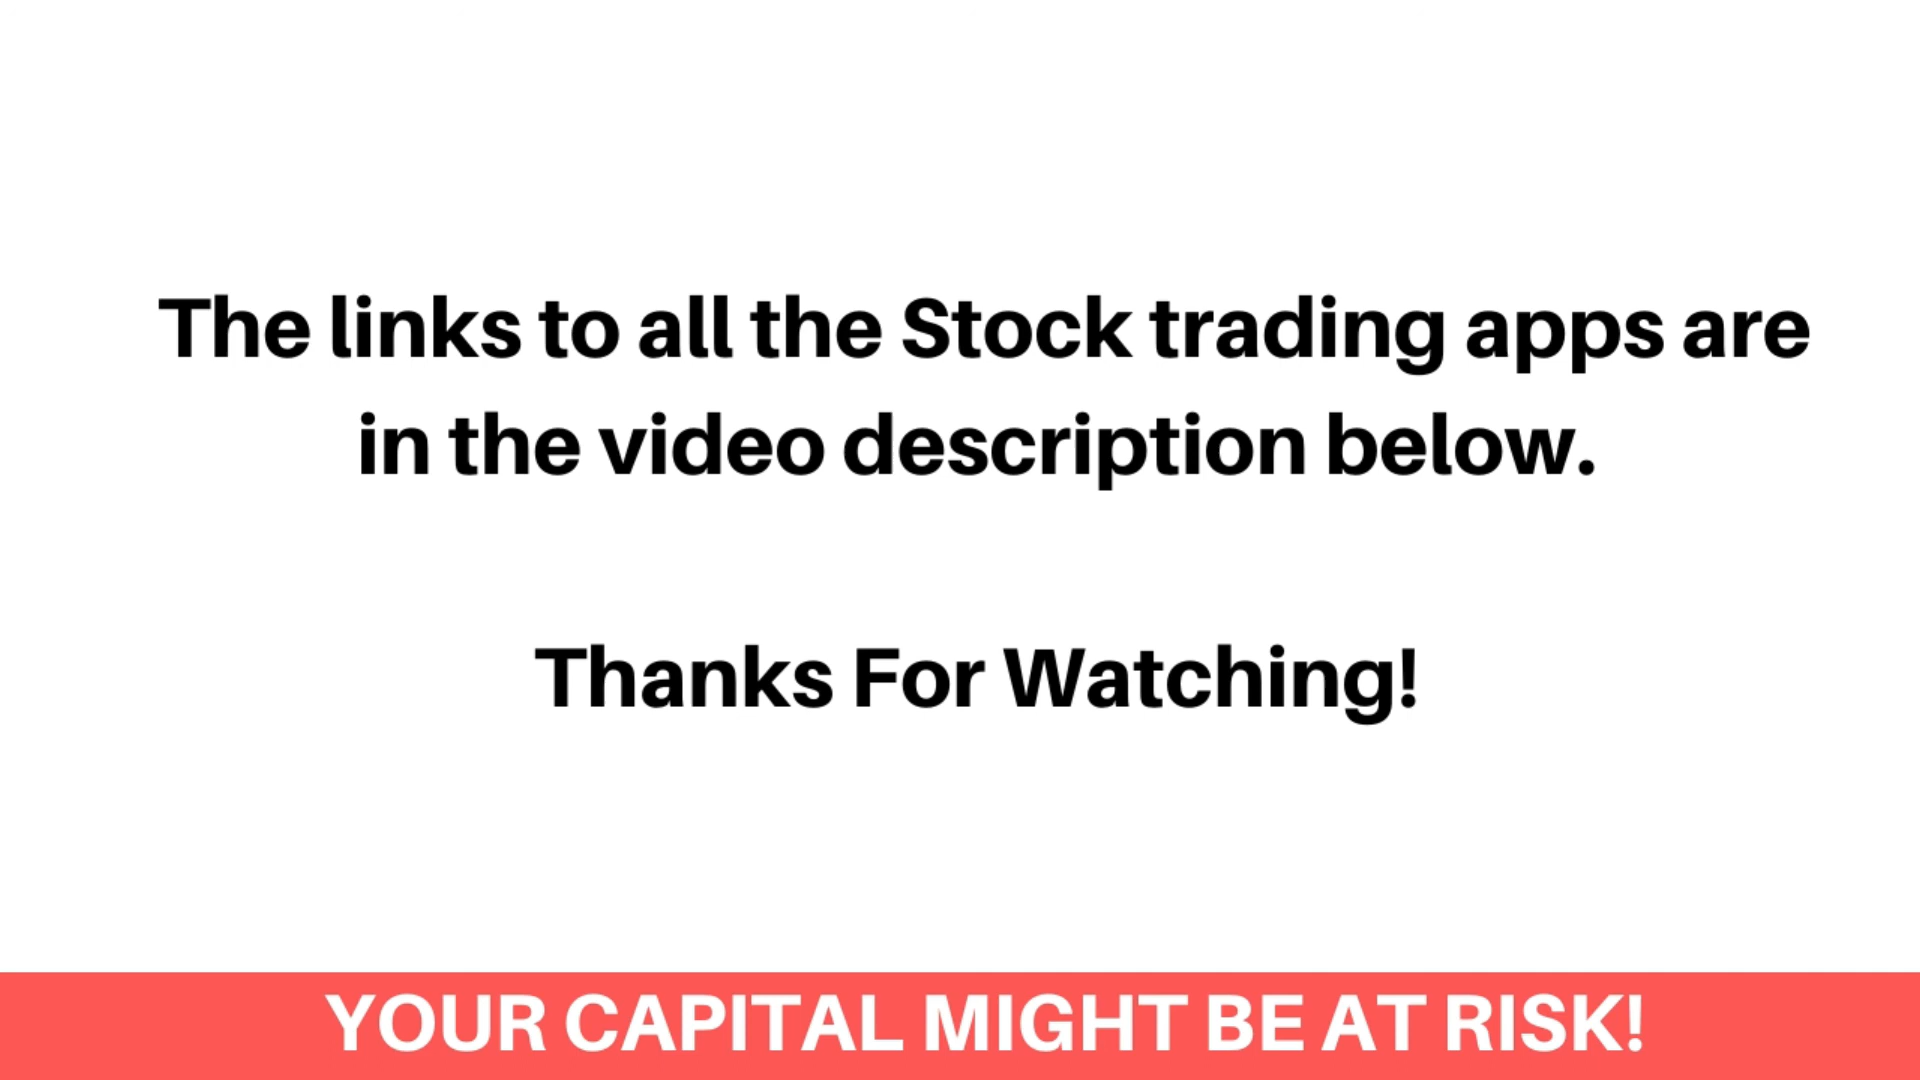 The links to all the Stock trading apps are
in the video description below.
Thanks For Watching!
YOUR CAPITAL MIGHT BE AT RISK!